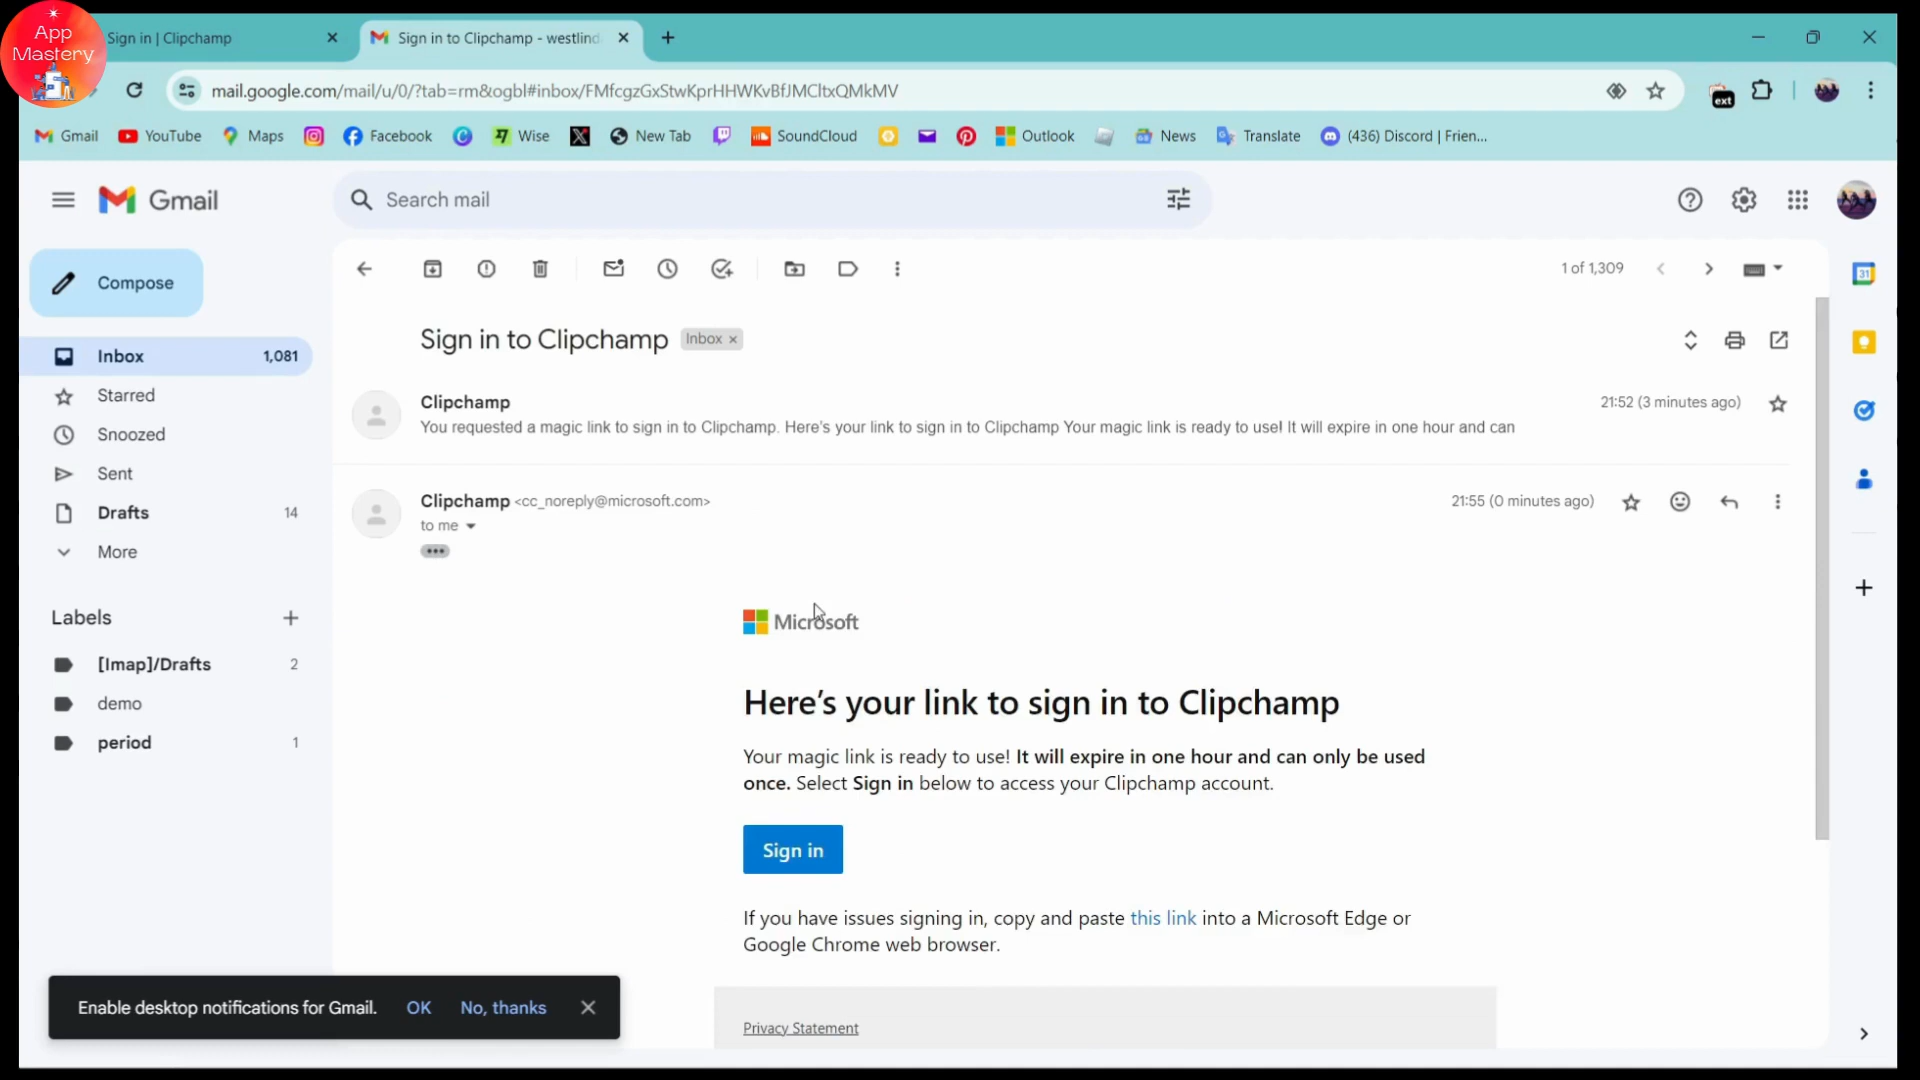 App
Mastery
Sign in | Clipchamp
Sign in to Clipchamp - westlind
mail.google.com/mail/u/0/?tab=rm&ogbl#inbox/FMfcgzGxStwKprHHWKvBfJMCltxQMkMV
ext
Gmail
YouTube
Maps
Facebook
Wise
New Tab
SoundCloud
Outlook
News
Translate
(436) Discord | Frien...
Gmail
Search mail
Compose
1 of 1,309
31
Sign in to Clipchamp
Inbox ×
Inbox 1,081
Starred
Snoozed
Sent
Drafts 14
More
Labels
[Imap]/Drafts 2
demo
period 1
Clipchamp
21:52 (3 minutes ago)
You requested a magic link to sign in to Clipchamp. Here's your link to sign in to Clipchamp Your magic link is ready to use! It will expire in one hour and can
Clipchamp <cc_noreply@microsoft.com>
21:55 (0 minutes ago)
to me
Microsoft
Here's your link to sign in to Clipchamp
Your magic link is ready to use! It will expire in one hour and can only be used
once. Select Sign in below to access your Clipchamp account.
Sign in
If you have issues signing in, copy and paste this link into a Microsoft Edge or
Google Chrome web browser.
Privacy Statement
Enable desktop notifications for Gmail. OK No, thanks